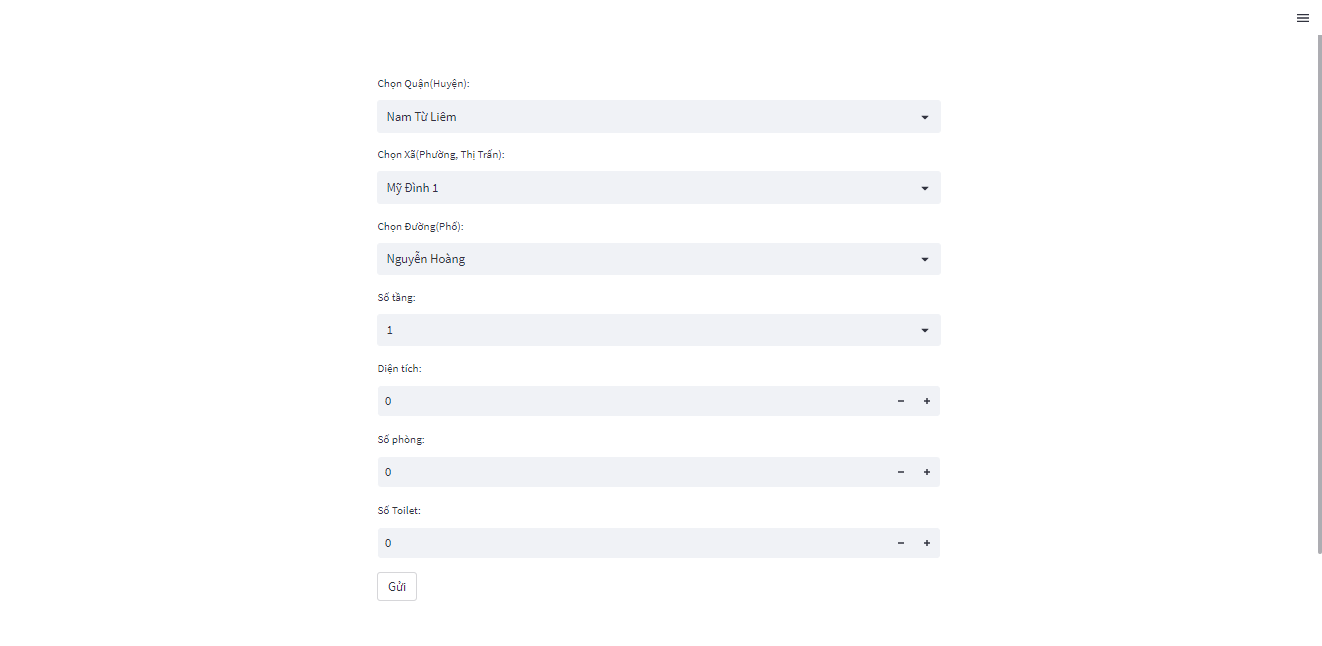 Chọn Quận(Huyện):
Nam Từ Liêm
Chọn Xã(Phường, Thị Trấn):
Mỹ Đình 1
Chọn Đường(Phố):
Nguyễn Hoàng
Số tầng:
1
Diện tích:
0
Số phòng:
0
Số Toilet:
0
Gửi